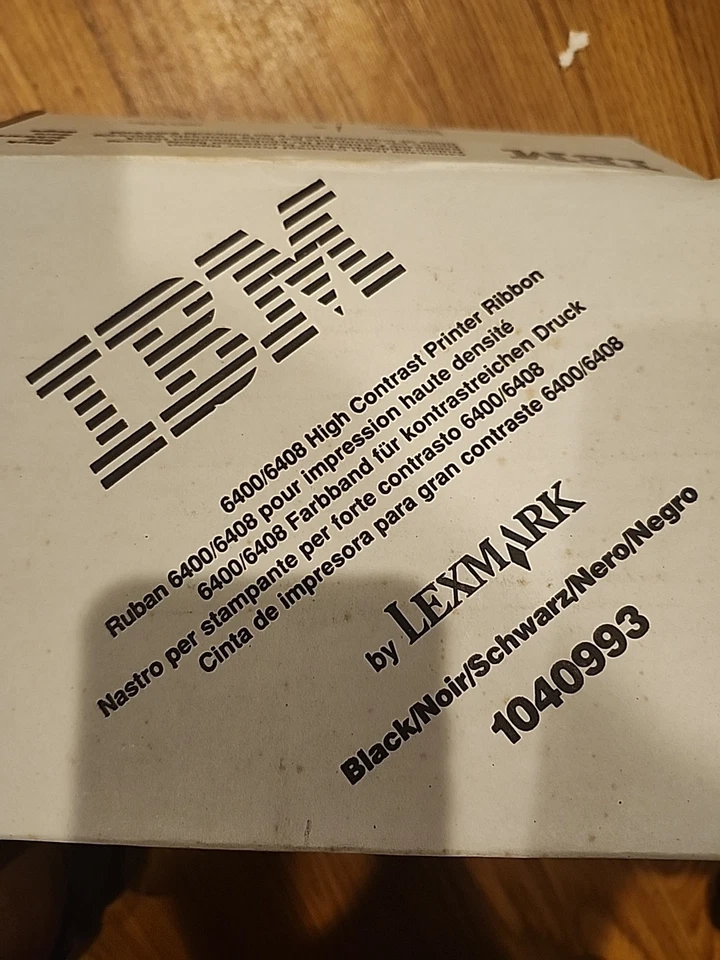 IBM
6400/6408 High Contrast Printer Ribbon
Ruban 6400/6408 pour impression haute densité
6400/6408 Farbband für kontrastreichen Druck
Nastro per stampante per forte contrasto 6400/6408
Cinta de impresora para gran contraste 6400/6408
by LEXMARK
Black/Noir/Schwarz/Nero/Negro
1040993
IBM